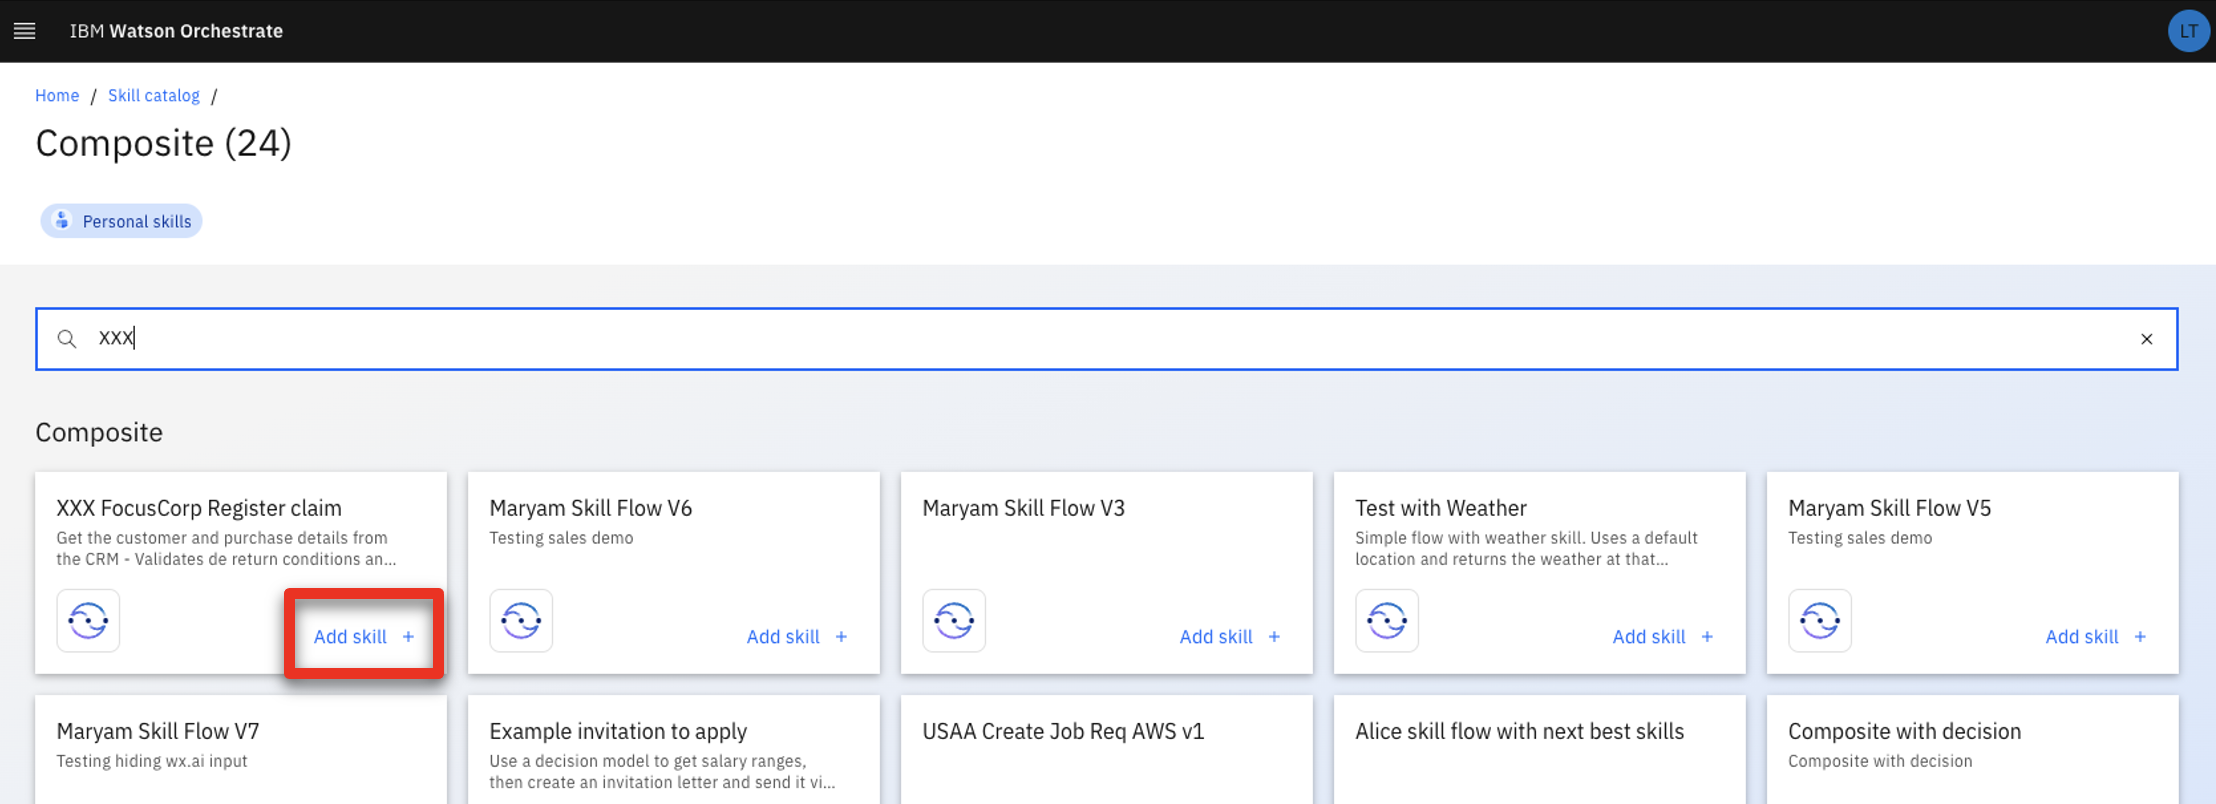 IBM Watson Orchestrate
LT
Home / Skill catalog /
Composite (24)
Personal skills
XXX
Composite
XXX FocusCorp Register claim
Get the customer and purchase details from
the CRM - Validates de return conditions an...
Add skill +
Maryam Skill Flow V6
Testing sales demo
Add skill +
Maryam Skill Flow V3
Add skill +
Test with Weather
Simple flow with weather skill. Uses a default
location and returns the weather at that...
Add skill +
Maryam Skill Flow V5
Testing sales demo
Add skill +
Maryam Skill Flow V7
Testing hiding wx.ai input
Example invitation to apply
Use a decision model to get salary ranges,
then create an invitation letter and send it vi...
USAA Create Job Req AWS v1
Alice skill flow with next best skills
Composite with decision
Composite with decision